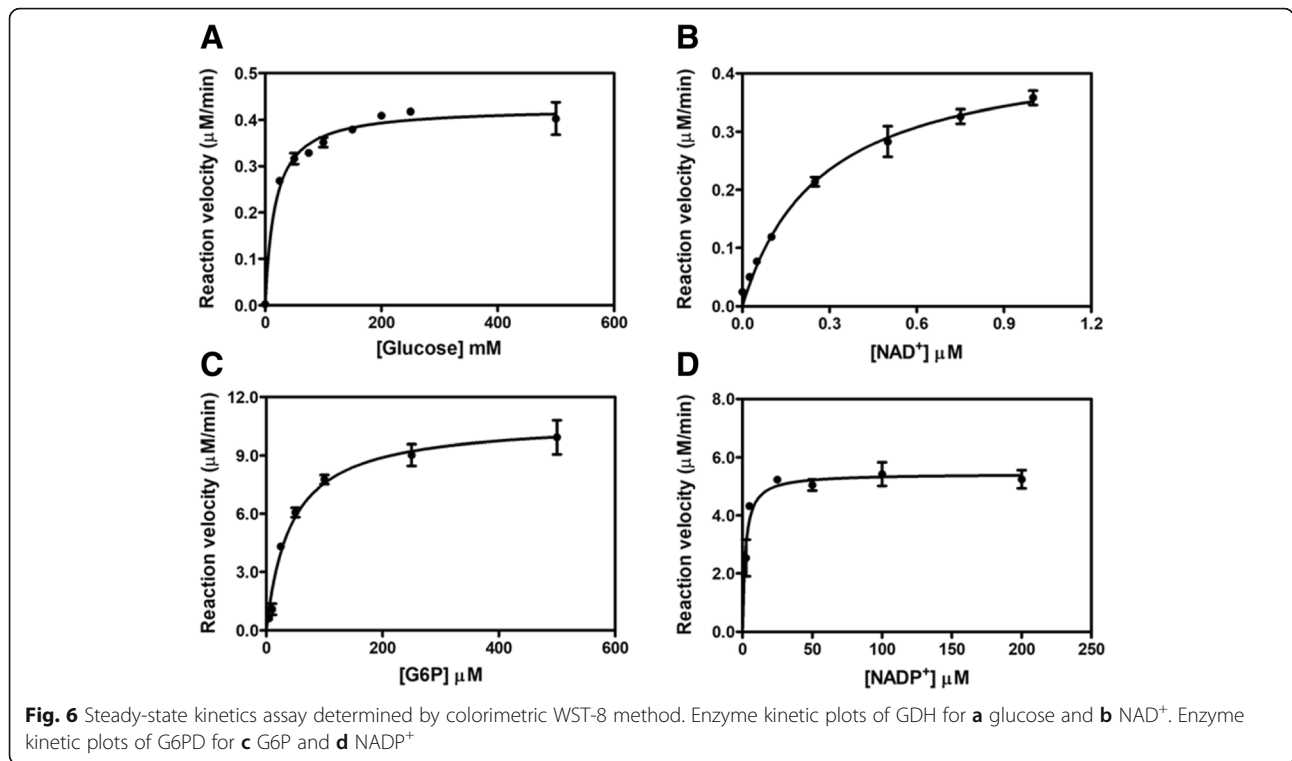 A
Reaction velocity (μM/min)
0.5
0.4
0.3
0.2
0.1
0.0
0
200
400
600
[Glucose] mM
B
Reaction velocity (μM/min)
0.4
0.3
0.2
0.1
0.0
0.0
0.3
0.6
0.9
1.2
[NAD⁺] μM
C
Reaction velocity (μM/min)
12.0
9.0
6.0
3.0
0.0
0
200
400
600
[G6P] μM
D
Reaction velocity (μM/min)
8.0
6.0
4.0
2.0
0.0
0
50
100
150
200
250
[NADP⁺] μM
Fig. 6 Steady-state kinetics assay determined by colorimetric WST-8 method. Enzyme kinetic plots of GDH for a glucose and b NAD⁺. Enzyme
kinetic plots of G6PD for c G6P and d NADP⁺